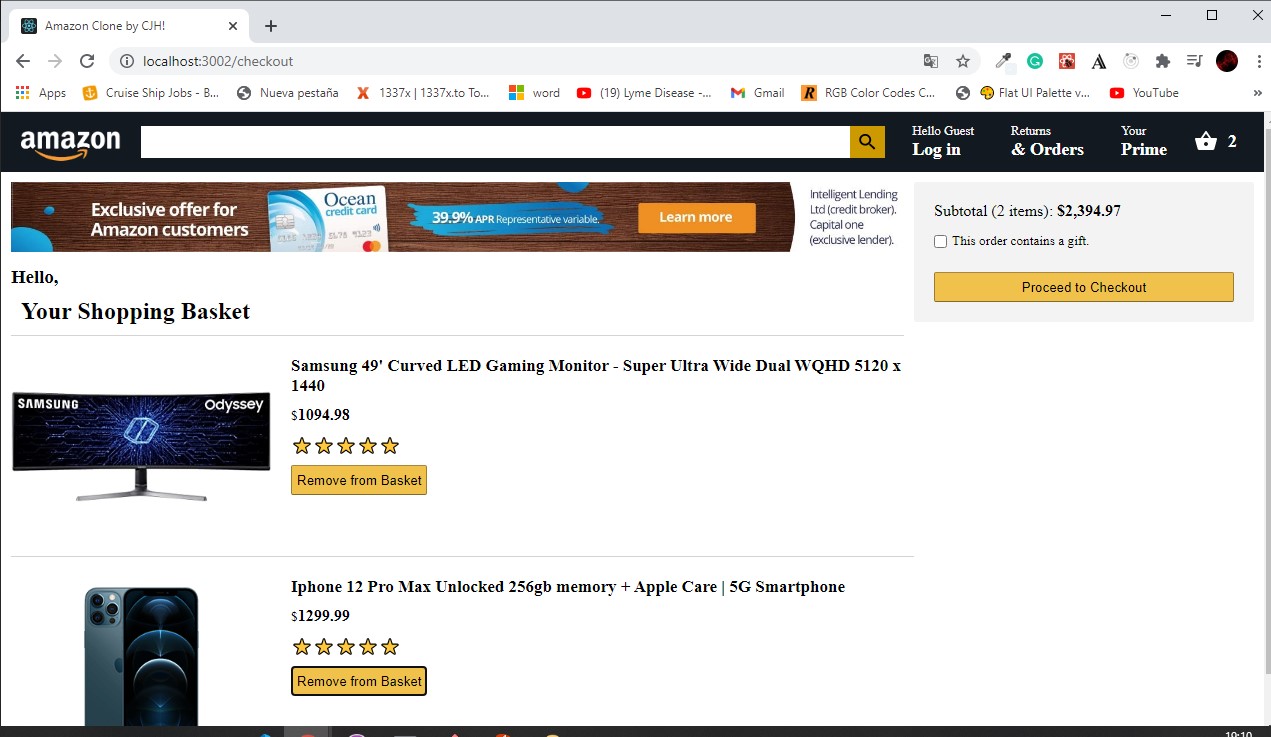 Amazon Clone by CJH!
localhost:3002/checkout
Apps
Cruise Ship Jobs - B...
Nueva pestaña
1337x | 1337x.to To...
word
(19) Lyme Disease -...
Gmail
RGB Color Codes C...
Flat UI Palette v...
YouTube
»
amazon
Hello Guest
Log in
Returns
& Orders
Your
Prime
2
Exclusive offer for
Amazon customers
Ocean
credit card
39.9% APR Representative variable.
Learn more
Intelligent Lending
Ltd (credit broker).
Capital one
(exclusive lender).
Subtotal (2 items): $2,394.97
This order contains a gift.
Proceed to Checkout
Hello,
Your Shopping Basket
SAMSUNG
Odyssey
Samsung 49' Curved LED Gaming Monitor - Super Ultra Wide Dual WQHD 5120 x
1440
$1094.98
Remove from Basket
Iphone 12 Pro Max Unlocked 256gb memory + Apple Care | 5G Smartphone
$1299.99
Remove from Basket